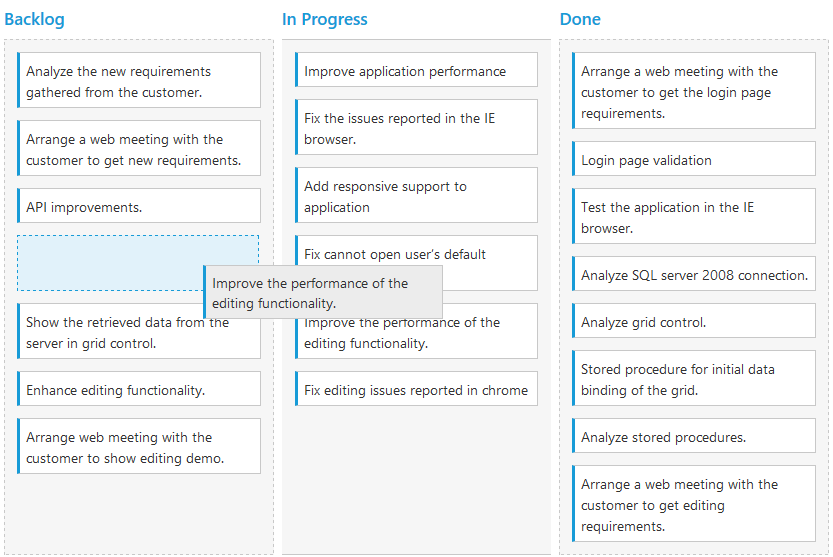 Backlog
Analyze the new requirements
gathered from the customer.
Arrange a web meeting with the
customer to get new requirements.
API improvements.
Show the retrieved data from the
server in grid control.
Enhance editing functionality.
Arrange web meeting with the
customer to show editing demo.
Improve the performance of the
editing functionality.
In Progress
Improve application performance
Fix the issues reported in the IE
browser.
Add responsive support to
application
Fix cannot open user's default
Improve the performance of the
editing functionality.
Fix editing issues reported in chrome
Done
Arrange a web meeting with the
customer to get the login page
requirements.
Login page validation
Test the application in the IE
browser.
Analyze SQL server 2008 connection.
Analyze grid control.
Stored procedure for initial data
binding of the grid.
Analyze stored procedures.
Arrange a web meeting with the
customer to get editing
requirements.